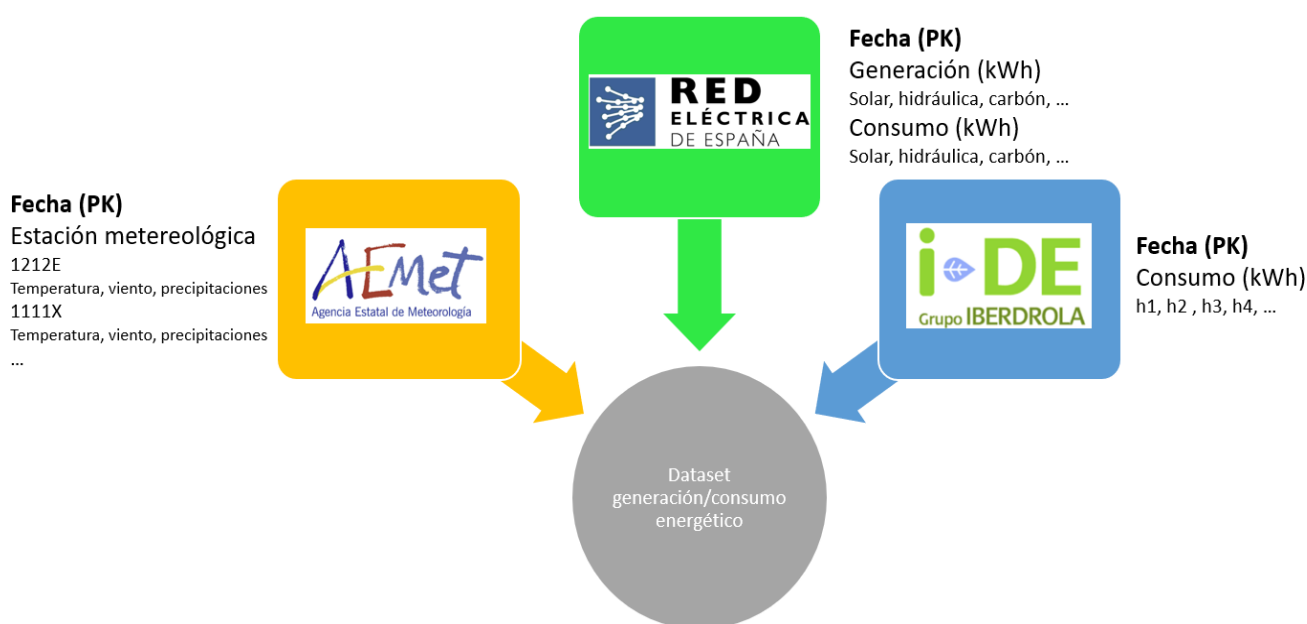 Fecha (PK)
Generación (kWh)
Solar, hidráulica, carbón, ...
Consumo (kWh)
Solar, hidráulica, carbón, ...
RED
ELÉCTRICA
DE ESPAÑA
Fecha (PK)
Estación metereológica
1212E
Temperatura, viento, precipitaciones
1111X
Temperatura, viento, precipitaciones
...
AEMet
Agencia Estatal de Meteorología
i-DE
Grupo IBERDROLA
Fecha (PK)
Consumo (kWh)
h1, h2 , h3, h4, ...
Dataset
generación/consumo
energético